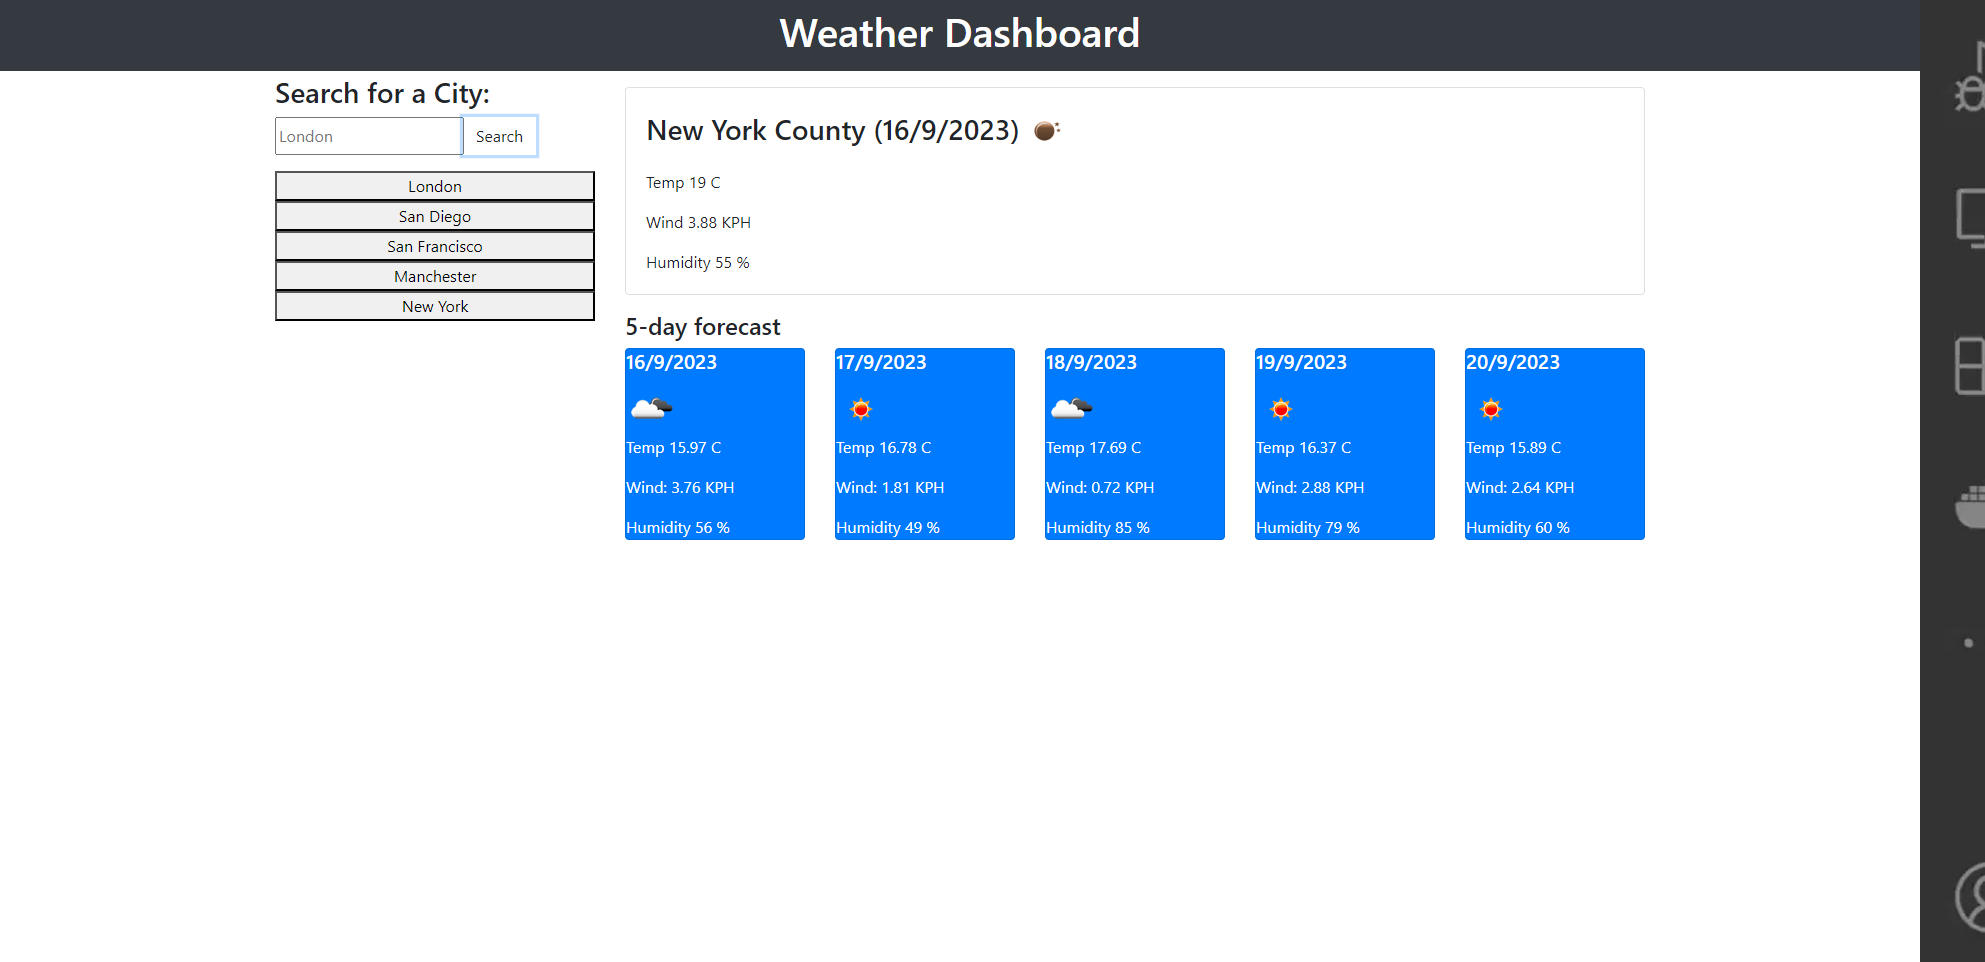 Weather Dashboard
Search for a City:
London
Search
London
San Diego
San Francisco
Manchester
New York
New York County (16/9/2023)
Temp 19 C
Wind 3.88 KPH
Humidity 55 %
5-day forecast
16/9/2023
Temp 15.97 C
Wind: 3.76 KPH
Humidity 56 %
17/9/2023
Temp 16.78 C
Wind: 1.81 KPH
Humidity 49 %
18/9/2023
Temp 17.69 C
Wind: 0.72 KPH
Humidity 85 %
19/9/2023
Temp 16.37 C
Wind: 2.88 KPH
Humidity 79 %
20/9/2023
Temp 15.89 C
Wind: 2.64 KPH
Humidity 60 %